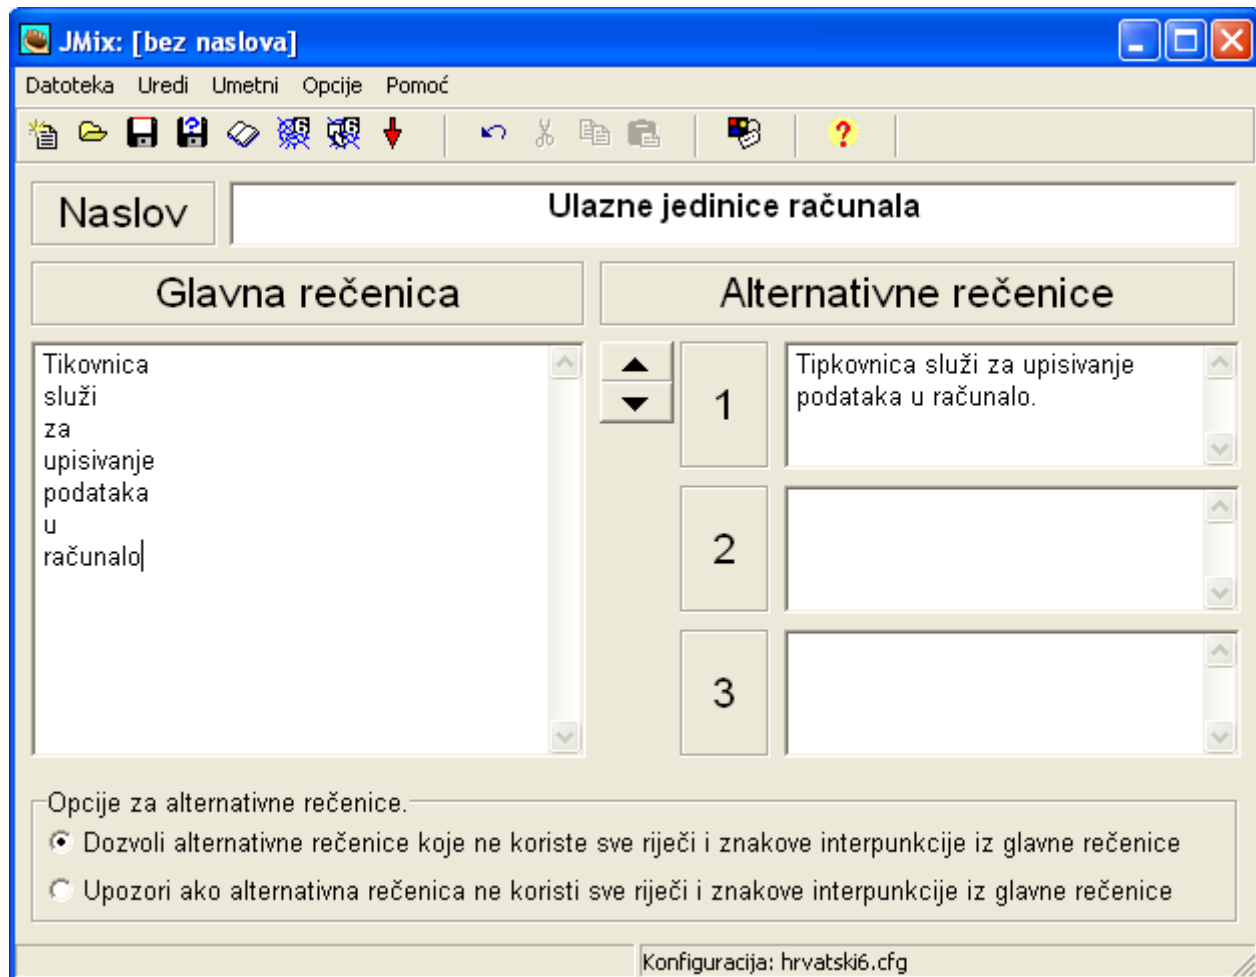 JMix: [bez naslova]
Datoteka Uredi Umetni Opcije Pomoć
Naslov
Ulazne jedinice računala
Glavna rečenica
Alternativne rečenice
Tikovnica
služi
za
upisivanje
podataka
u
računalo
1
Tipkovnica služi za upisivanje
podataka u računalo.
2
3
Opcije za alternativne rečenice.
Dozvoli alternativne rečenice koje ne koriste sve riječi i znakove interpunkcije iz glavne rečenice
Upozori ako alternativna rečenica ne koristi sve riječi i znakove interpunkcije iz glavne rečenice
Konfiguracija: hrvatski6.cfg